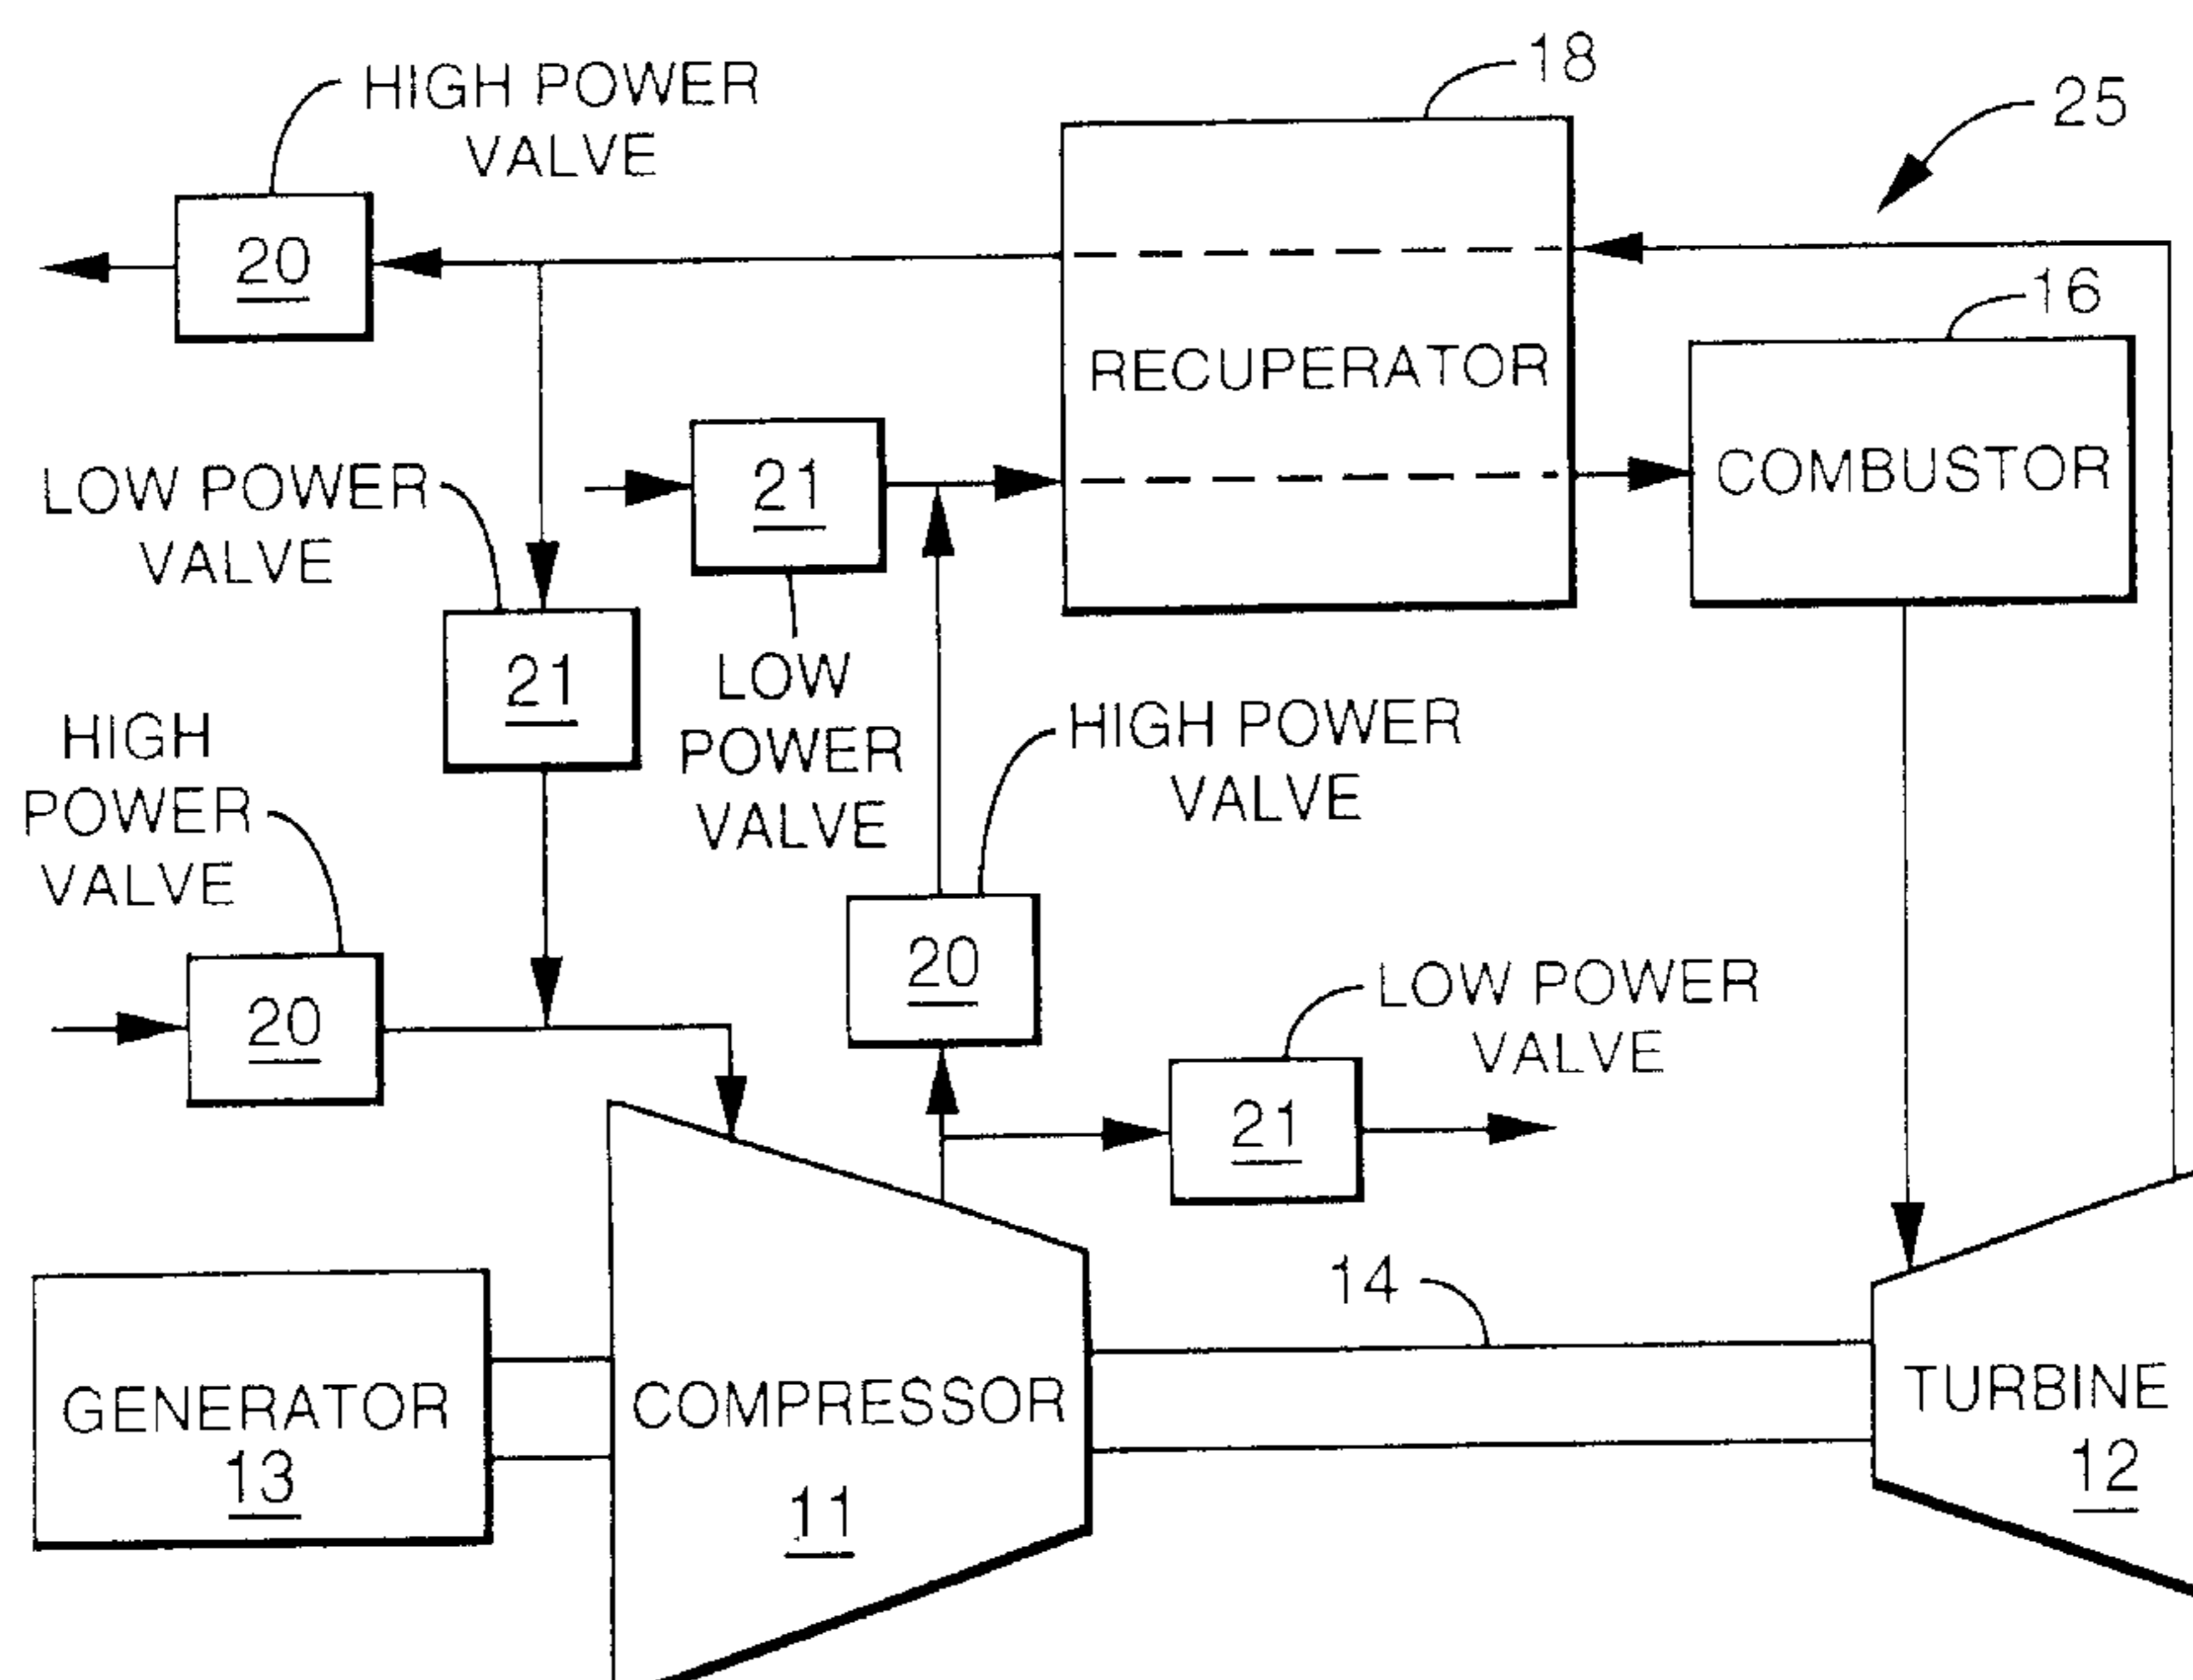 HIGH POWER
VALVE
20
18
25
RECUPERATOR
16
COMBUSTOR
LOW POWER
VALVE
21
21
LOW
POWER
VALVE
HIGH
POWER
VALVE
20
HIGH POWER
VALVE
20
LOW POWER
VALVE
21
14
GENERATOR
13
COMPRESSOR
11
TURBINE
12